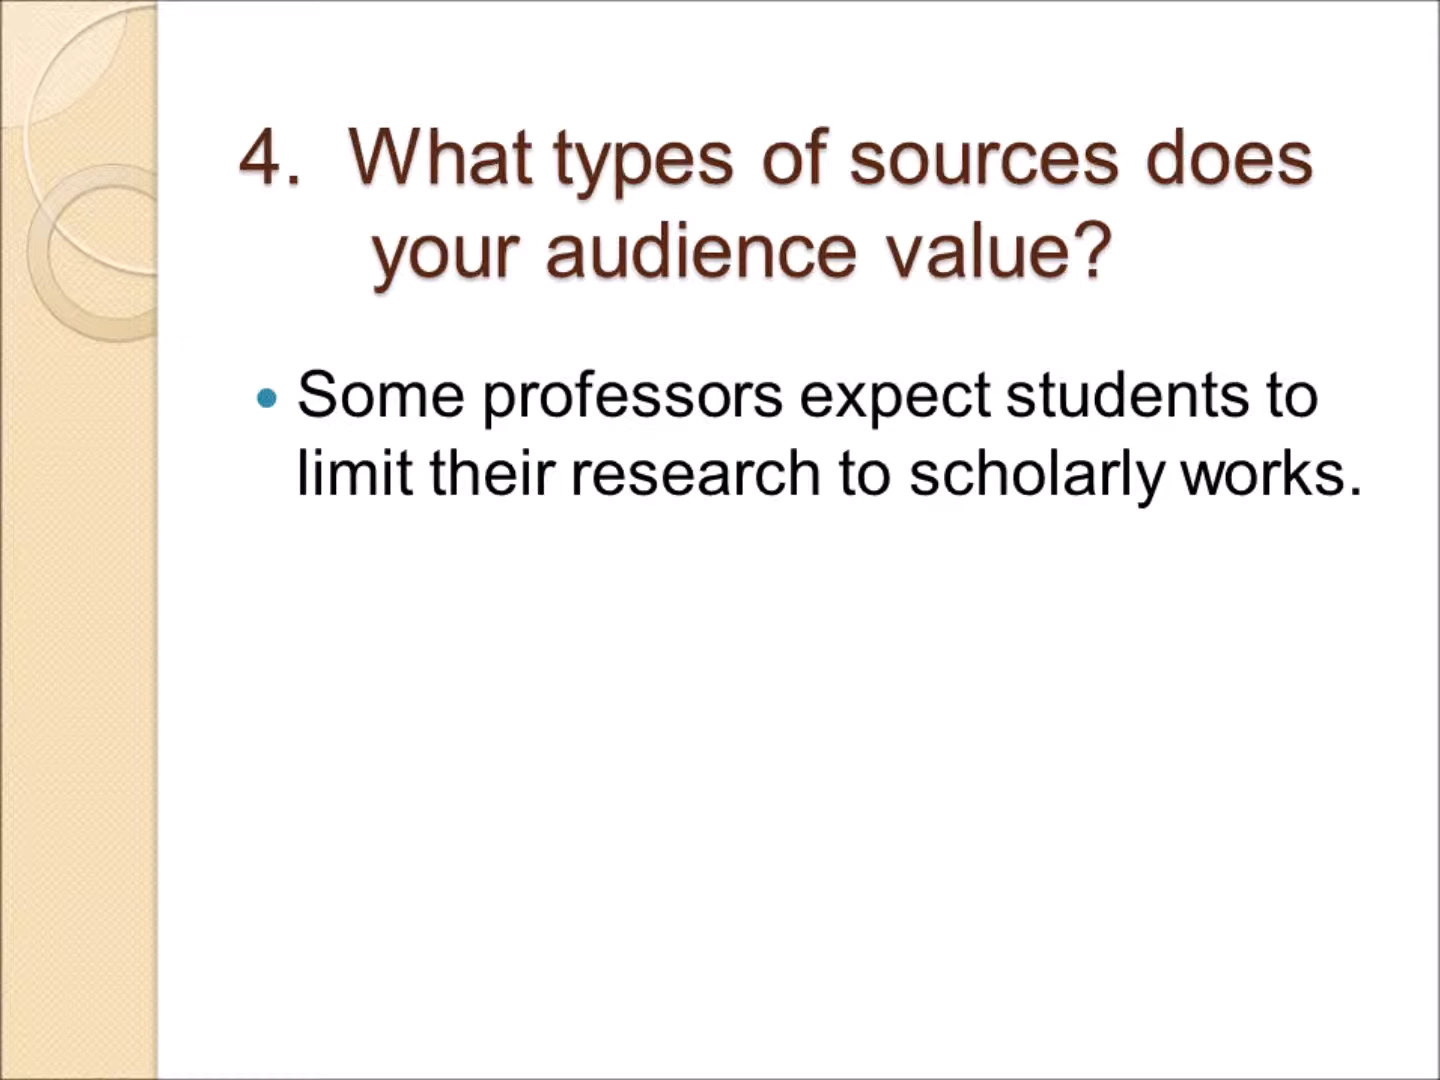 4. What types of sources does
your audience value?
• Some professors expect students to
limit their research to scholarly works.